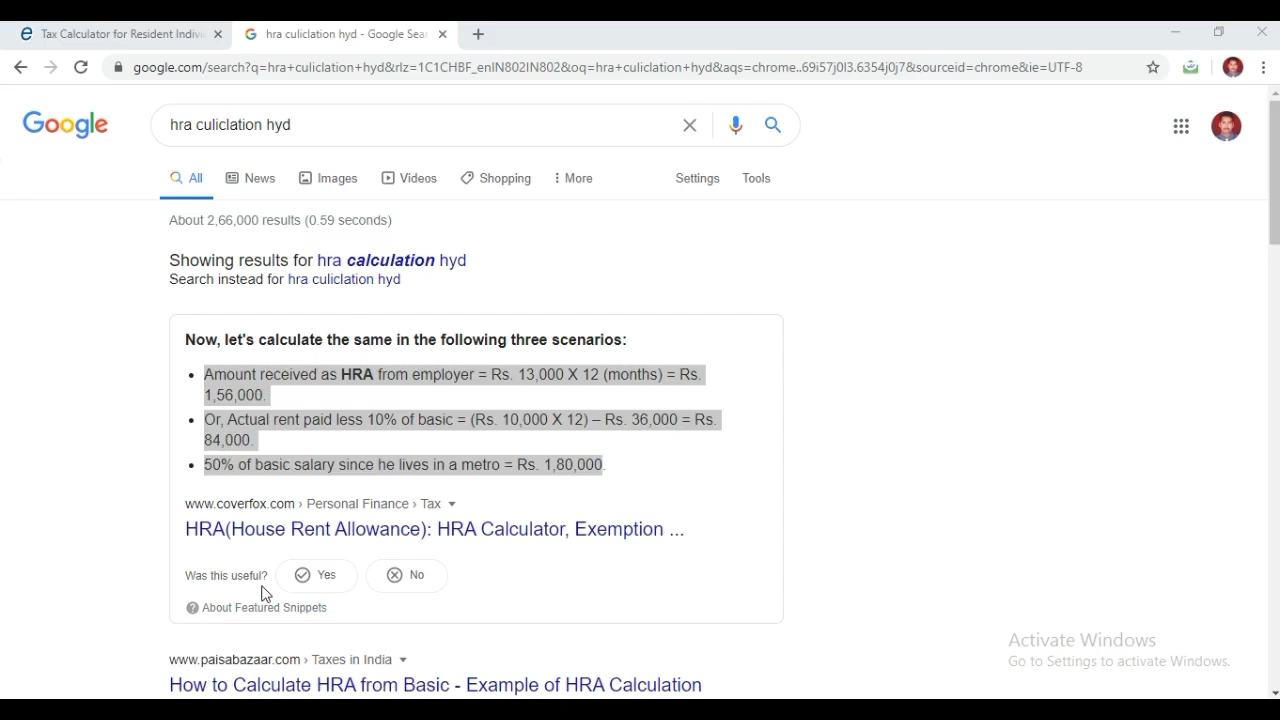 Tax Calculator for Resident Indivi
hra culiclation hyd - Google Sear
google.com/search?q=hra+culiclation+hyd&rlz=1C1CHBF_enIN802IN802&oq=hra+culiclation+hyd&aqs=chrome..69i57j0l3.6354j0j7&sourceid=chrome&ie=UTF-8
Google
hra culiclation hyd
All News Images Videos Shopping More Settings Tools
About 2,66,000 results (0.59 seconds)
Showing results for hra calculation hyd
Search instead for hra culiclation hyd
Now, let's calculate the same in the following three scenarios:
Amount received as HRA from employer = Rs. 13,000 X 12 (months) = Rs.
1,56,000.
Or, Actual rent paid less 10% of basic = (Rs. 10,000 X 12) – Rs. 36,000 = Rs.
84,000.
50% of basic salary since he lives in a metro = Rs. 1,80,000.
www.coverfox.com › Personal Finance › Tax
HRA(House Rent Allowance): HRA Calculator, Exemption ...
Was this useful? Yes No
About Featured Snippets
Activate Windows
Go to Settings to activate Windows.
www.paisabazaar.com › Taxes in India
How to Calculate HRA from Basic - Example of HRA Calculation